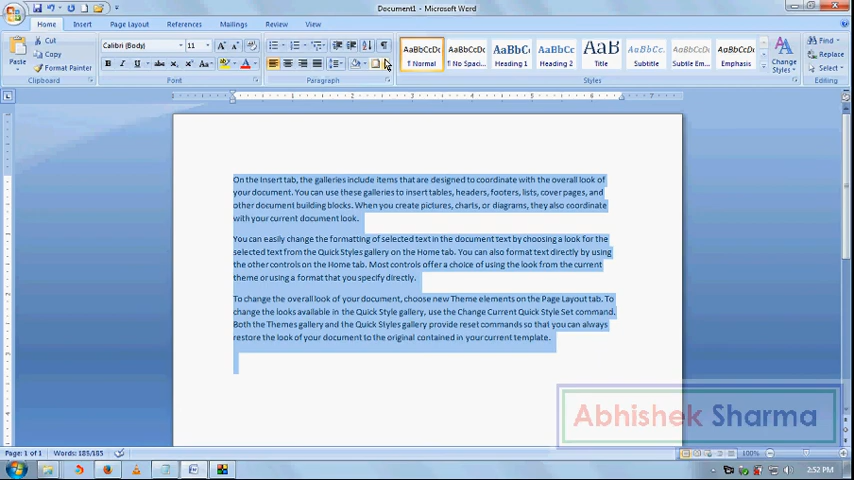 Document1 - Microsoft Word
Home Insert Page Layout References Mailings Review View
Cut
Copy
Format Painter
Paste
Clipboard
Calibri (Body) 11
Font
Paragraph
AaBbCcDc AaBbCcDc AaBbC AaBbCc AaB AaBbCc. AaBbCcDc AaBbCcDc
¶ Normal ¶ No Spaci... Heading 1 Heading 2 Title Subtitle Subtle Em... Emphasis
Change Styles
Styles
Find
Replace
Select
Editing
On the Insert tab, the galleries include items that are designed to coordinate with the overall look of
your document. You can use these galleries to insert tables, headers, footers, lists, cover pages, and
other document building blocks. When you create pictures, charts, or diagrams, they also coordinate
with your current document look.
You can easily change the formatting of selected text in the document text by choosing a look for the
selected text from the Quick Styles gallery on the Home tab. You can also format text directly by using
the other controls on the Home tab. Most controls offer a choice of using the look from the current
theme or using a format that you specify directly.
To change the overall look of your document, choose new Theme elements on the Page Layout tab. To
change the looks available in the Quick Style gallery, use the Change Current Quick Style Set command.
Both the Themes gallery and the Quick Styles gallery provide reset commands so that you can always
restore the look of your document to the original contained in your current template.
Abhishek Sharma
Page: 1 of 1 Words: 185/185
100%
2:52 PM